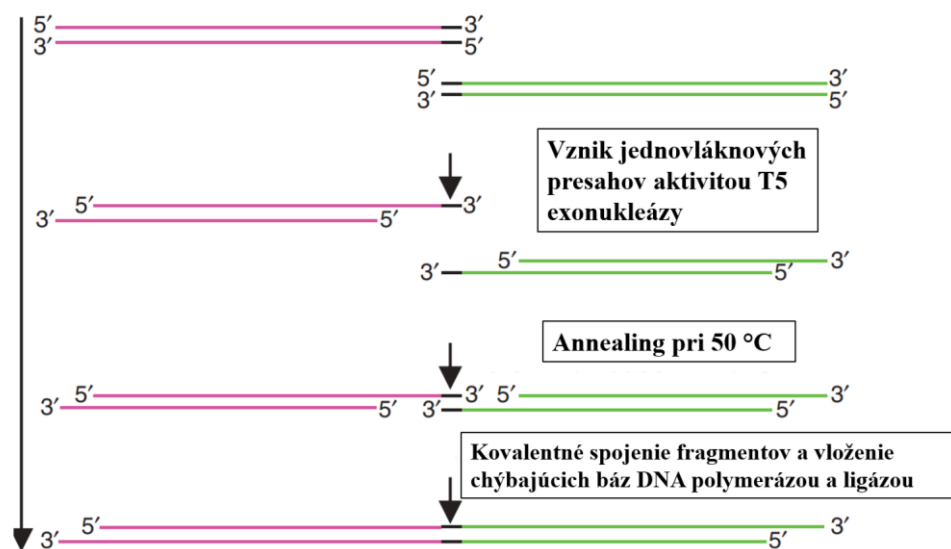 5′ 3′
3′ 5′
5′ 3′
3′ 5′
Vznik jednovláknových
presahov aktivitou T5
exonukleázy
5′ 3′
3′ 5′
5′ 3′
3′ 5′
Annealing pri 50 °C
5′ 3′ 5′ 3′
3′ 5′ 3′ 5′
Kovalentné spojenie fragmentov a vloženie
chýbajúcich báz DNA polymerázou a ligázou
5′ 3′
3′ 5′